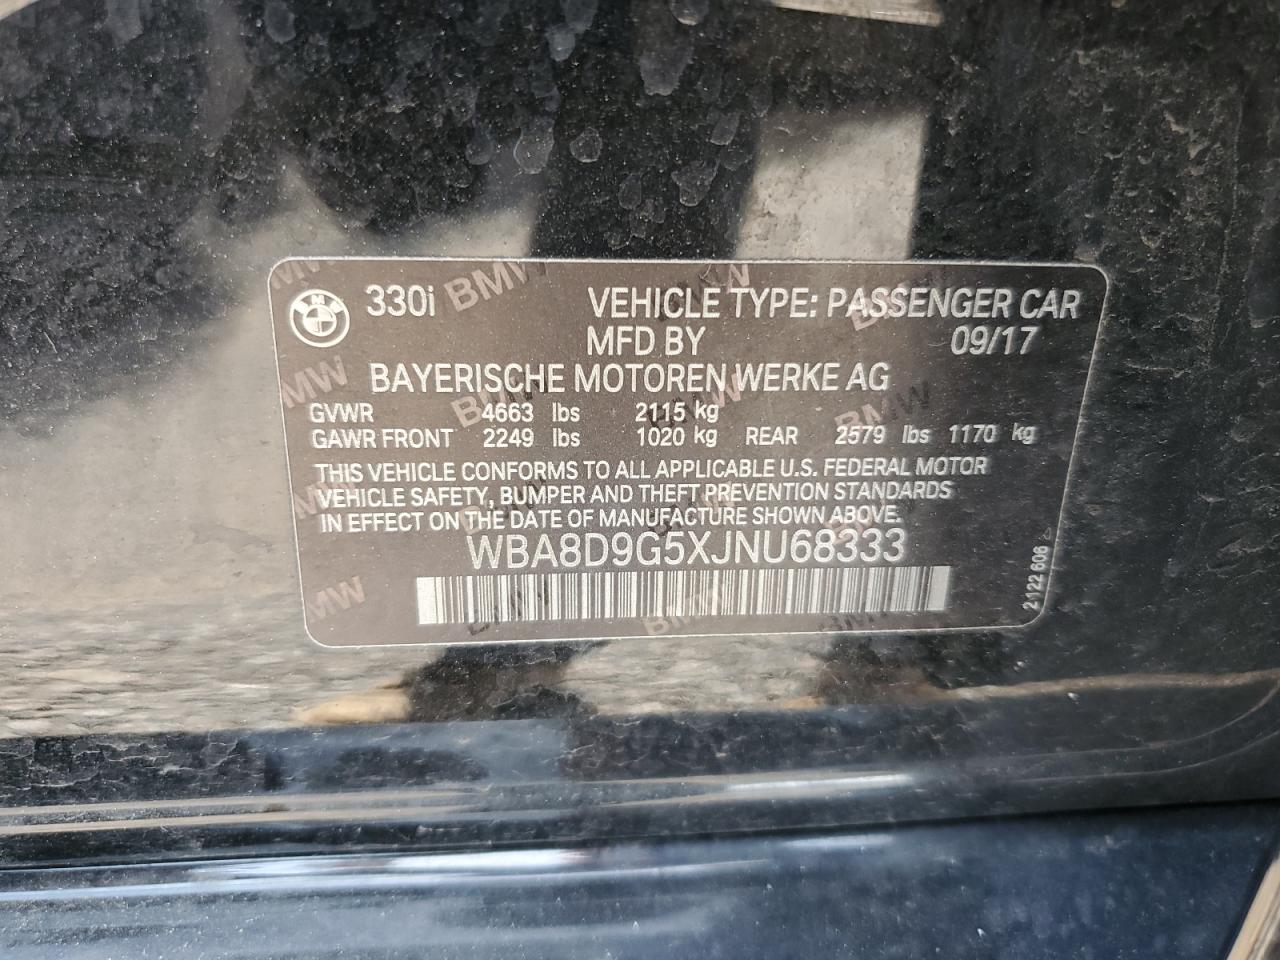 330i VEHICLE TYPE: PASSENGER CAR
MFD BY 09/17
BAYERISCHE MOTOREN WERKE AG
GVWR 4663 lbs 2115 kg
GAWR FRONT 2249 lbs 1020 kg REAR 2579 lbs 1170 kg
THIS VEHICLE CONFORMS TO ALL APPLICABLE U.S. FEDERAL MOTOR
VEHICLE SAFETY, BUMPER AND THEFT PREVENTION STANDARDS
IN EFFECT ON THE DATE OF MANUFACTURE SHOWN ABOVE.
WBA8D9G5XJNU68333
2122 606